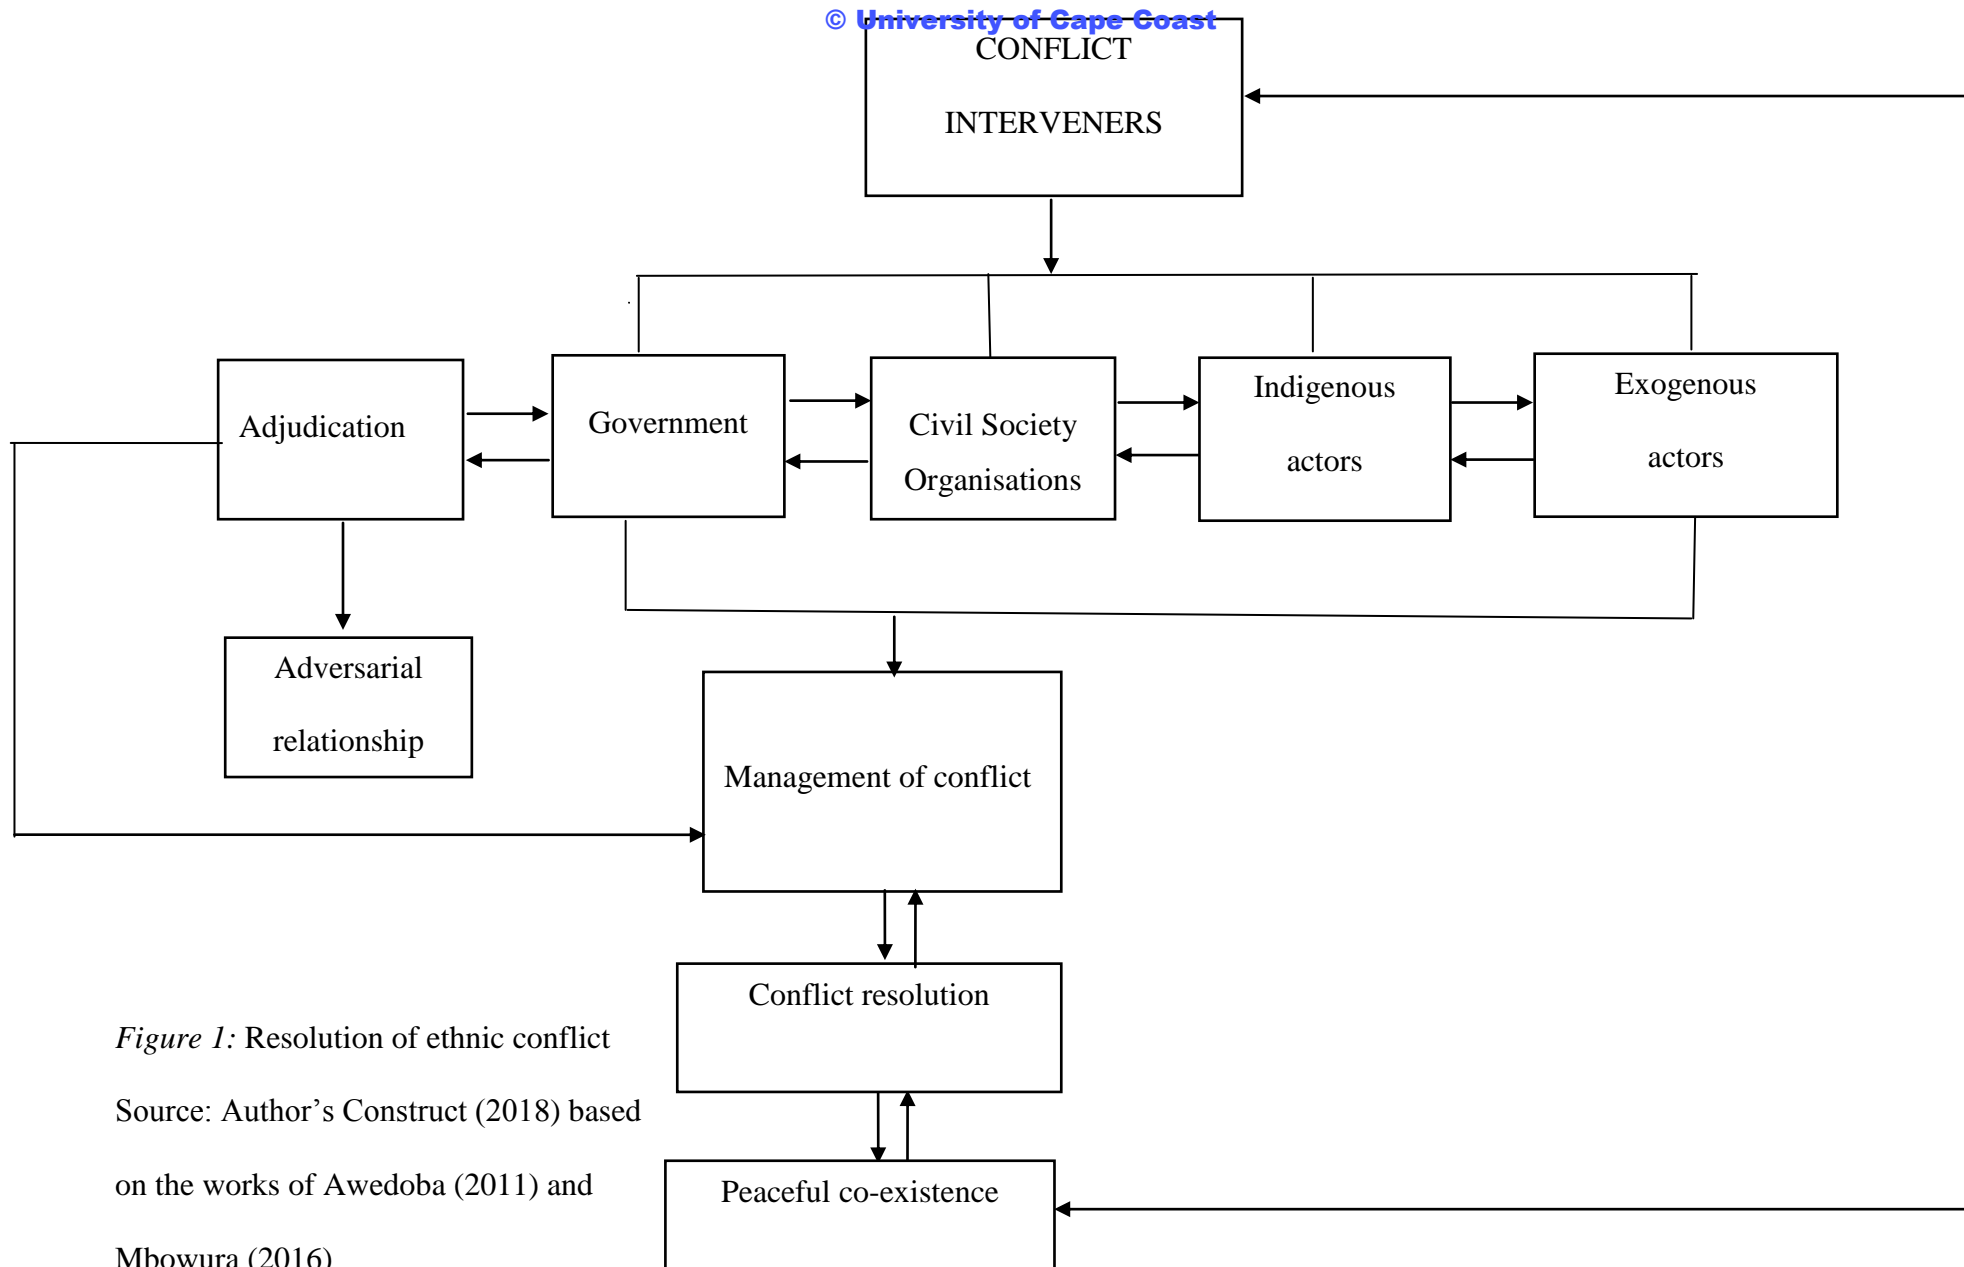 © University of Cape Coast
CONFLICT
INTERVENERS
Adjudication
Government
Civil Society
Organisations
Indigenous
actors
Exogenous
actors
Adversarial
relationship
Management of conflict
Conflict resolution
Peaceful co-existence
Figure 1: Resolution of ethnic conflict
Source: Author’s Construct (2018) based
on the works of Awedoba (2011) and
Mbowura (2016)